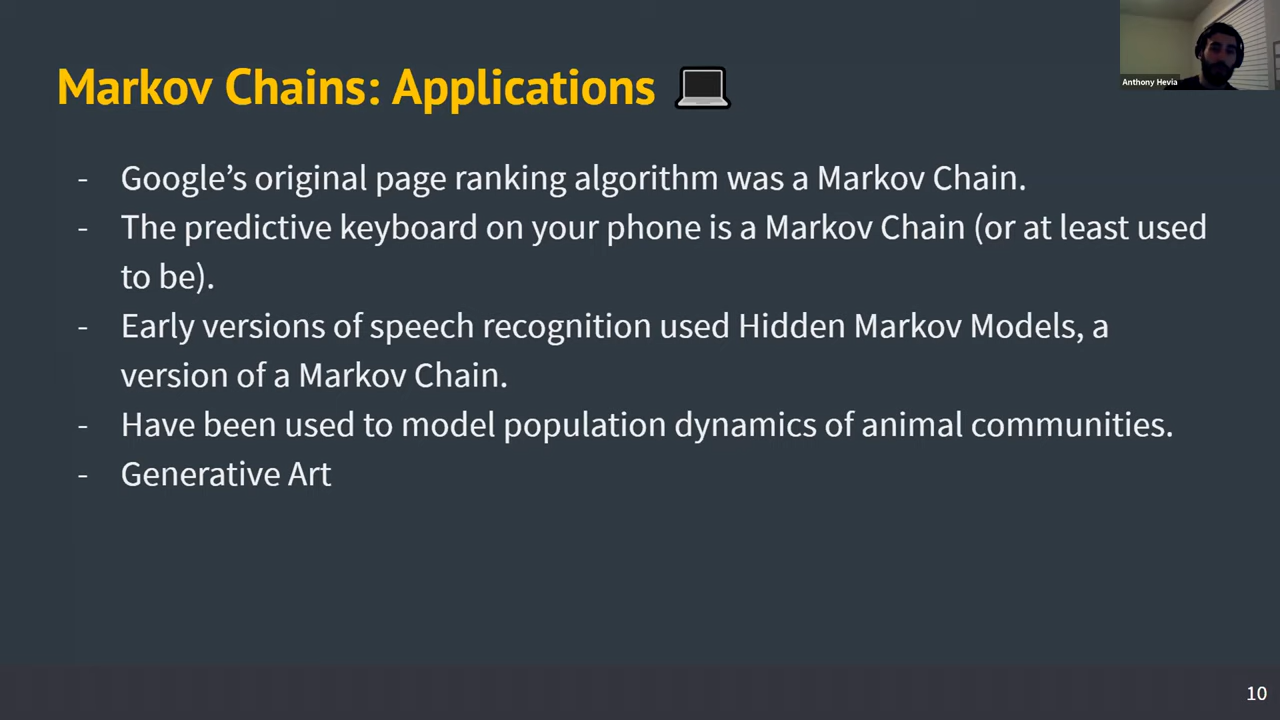 Markov Chains: Applications
Anthony Hevia
- Google’s original page ranking algorithm was a Markov Chain.
- The predictive keyboard on your phone is a Markov Chain (or at least used
to be).
- Early versions of speech recognition used Hidden Markov Models, a
version of a Markov Chain.
- Have been used to model population dynamics of animal communities.
- Generative Art
10